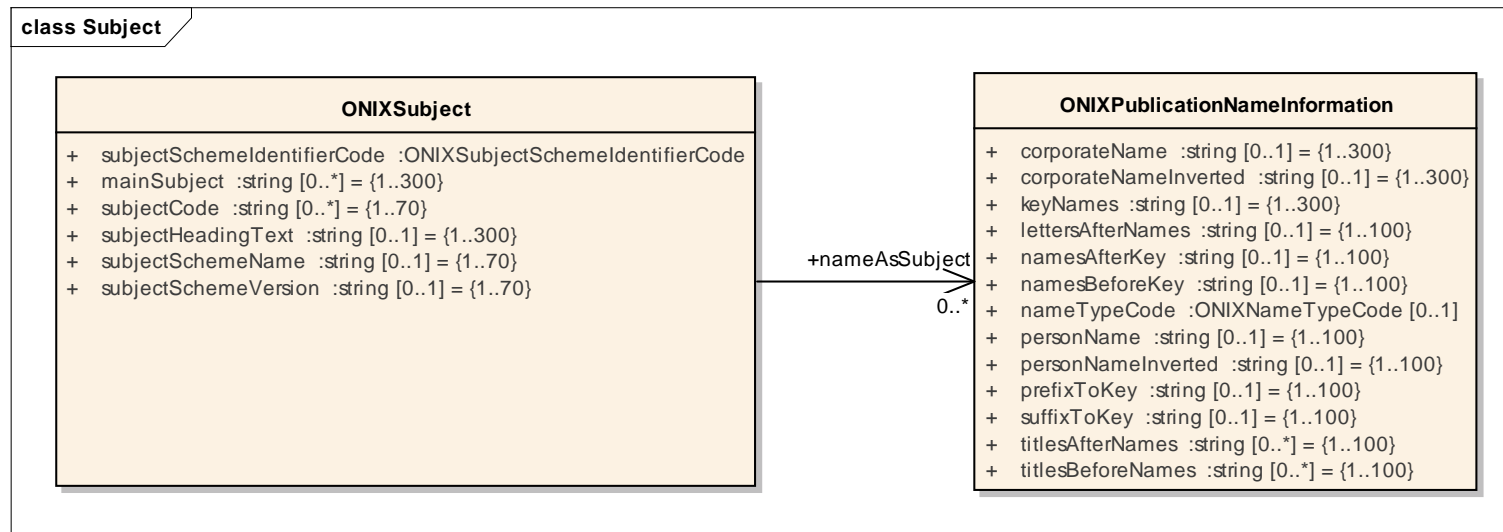 class Subject
ONIXSubject
+ subjectSchemeIdentifierCode :ONIXSubjectSchemeIdentifierCode
+ mainSubject :string [0..*] = {1..300}
+ subjectCode :string [0..*] = {1..70}
+ subjectHeadingText :string [0..1] = {1..300}
+ subjectSchemeName :string [0..1] = {1..70}
+ subjectSchemeVersion :string [0..1] = {1..70}
+nameAsSubject
0..*
ONIXPublicationNameInformation
+ corporateName :string [0..1] = {1..300}
+ corporateNameInverted :string [0..1] = {1..300}
+ keyNames :string [0..1] = {1..300}
+ lettersAfterNames :string [0..1] = {1..100}
+ namesAfterKey :string [0..1] = {1..100}
+ namesBeforeKey :string [0..1] = {1..100}
+ nameTypeCode :ONIXNameTypeCode [0..1]
+ personName :string [0..1] = {1..100}
+ personNameInverted :string [0..1] = {1..100}
+ prefixToKey :string [0..1] = {1..100}
+ suffixToKey :string [0..1] = {1..100}
+ titlesAfterNames :string [0..*] = {1..100}
+ titlesBeforeNames :string [0..*] = {1..100}